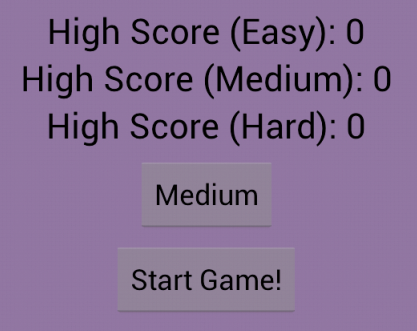 High Score (Easy): 0
High Score (Medium): 0
High Score (Hard): 0
Medium
Start Game!